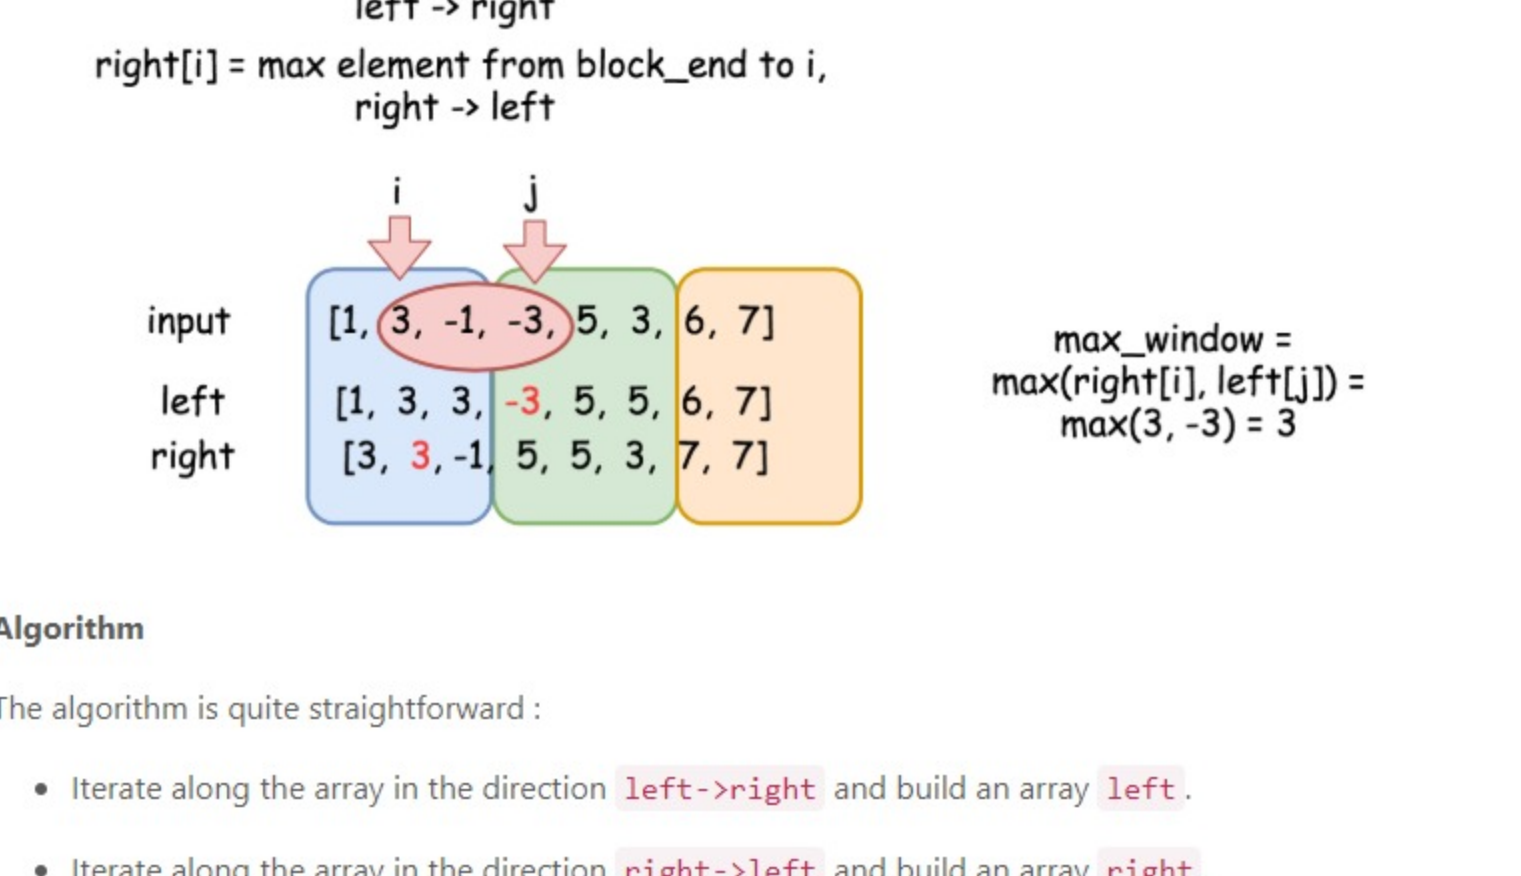 left -> right
right[i] = max element from block_end to i,
right -> left
i j
input [1, 3, -1, -3, 5, 3, 6, 7]
left [1, 3, 3, -3, 5, 5, 6, 7]
right [3, 3, -1, 5, 5, 3, 7, 7]
max_window =
max(right[i], left[j]) =
max(3, -3) = 3
Algorithm
The algorithm is quite straightforward :
• Iterate along the array in the direction left->right and build an array left .
• Iterate along the array in the direction right->left and build an array right